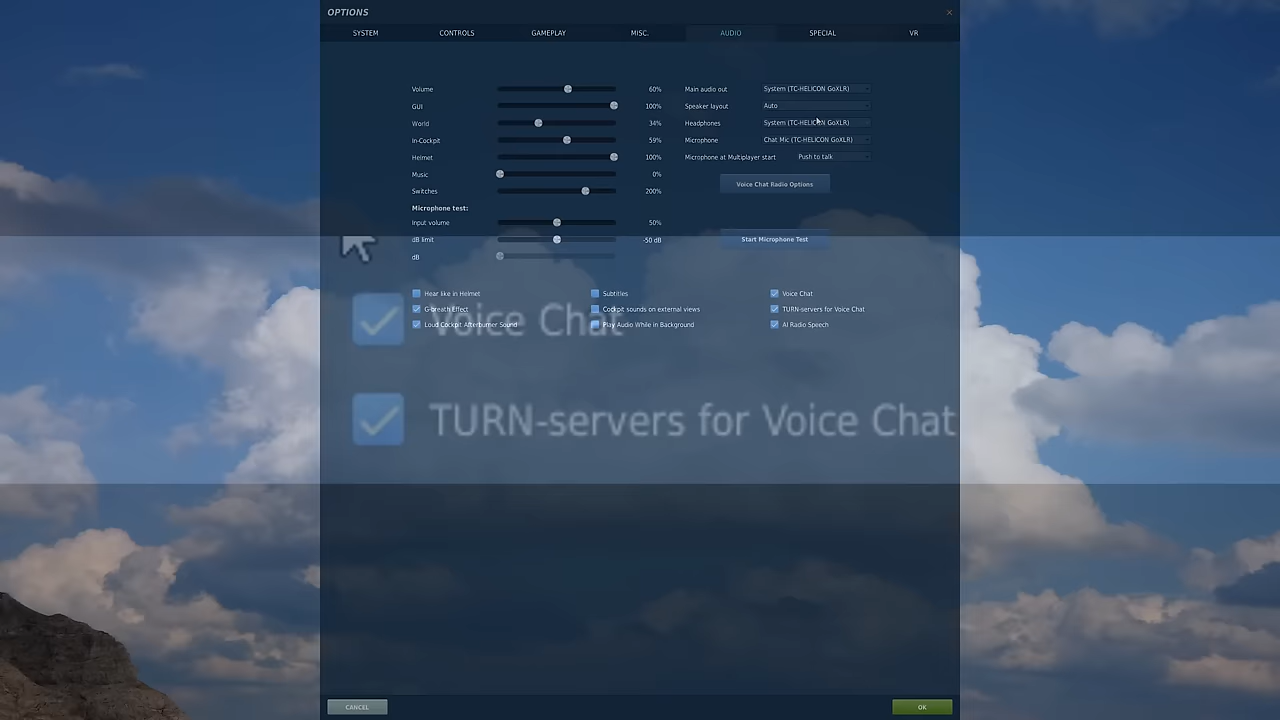 OPTIONS
SYSTEM CONTROLS GAMEPLAY MISC. AUDIO SPECIAL VR
Volume 60% Main audio out System (TC-HELICON GoXLR)
GUI 100% Speaker layout Auto
World 34% Headphones System (TC-HELICON GoXLR)
In-Cockpit 59% Microphone Chat Mic (TC-HELICON GoXLR)
Helmet 100% Microphone at Multiplayer start Push to talk
Music 0%
Voice Chat Radio Options
Switches 200%
Microphone test:
Input volume 50%
dB limit -50 dB Start Microphone Test
dB
Hear like in Helmet Subtitles Voice Chat
G-breath Effect Cockpit sounds on external views TURN-servers for Voice Chat
Loud Cockpit Afterburner Sound Play Audio While in Background AI Radio Speech
Voice Chat
TURN-servers for Voice Chat
CANCEL OK